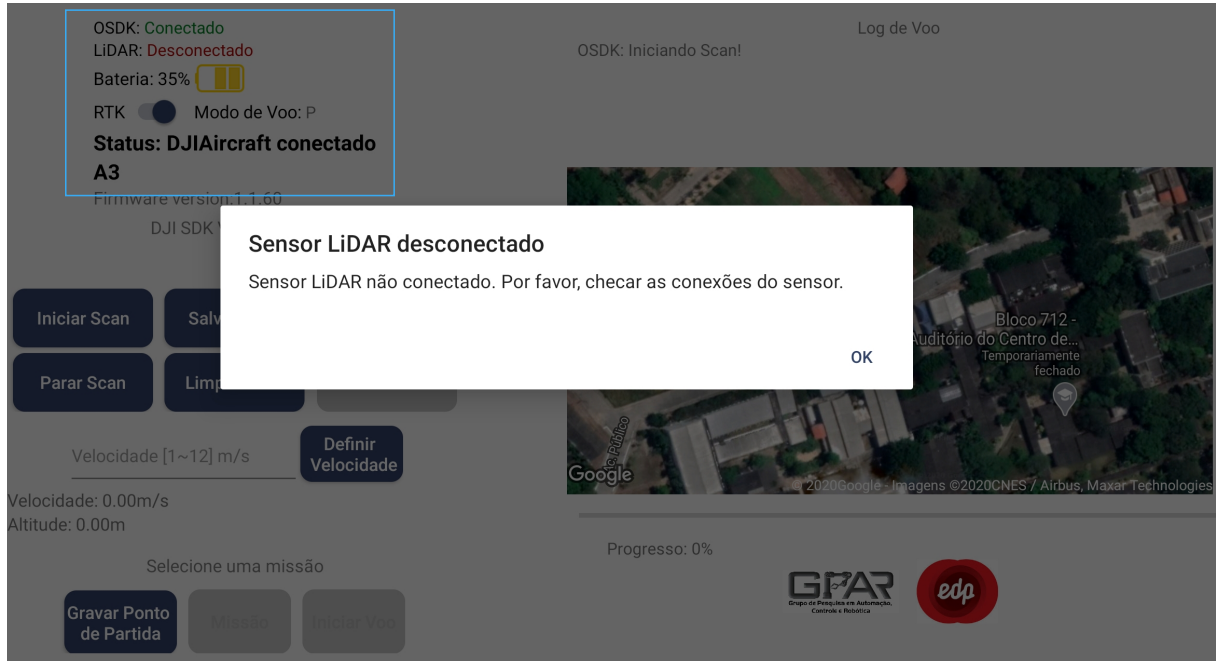 OSDK: Conectado
LiDAR: Desconectado
Bateria: 35%
RTK Modo de Voo: P
Status: DJIAircraft conectado
A3
Firmware version:1.1.60
DJI SDK
Log de Voo
OSDK: Iniciando Scan!
Sensor LiDAR desconectado
Sensor LiDAR não conectado. Por favor, checar as conexões do sensor.
OK
Iniciar Scan
Salv
Parar Scan
Limp
Velocidade [1~12] m/s
Definir
Velocidade
Velocidade: 0.00m/s
Altitude: 0.00m
Selecione uma missão
Gravar Ponto
de Partida
Missão
Iniciar Voo
Bloco 712 -
Auditório do Centro de...
Temporariamente
fechado
Público
Google
© 2020Google - Imagens ©2020CNES / Airbus, Maxar Technologies
Progresso: 0%
GPAR
Grupo de Pesquisa em Automação,
Controle e Robótica
edp